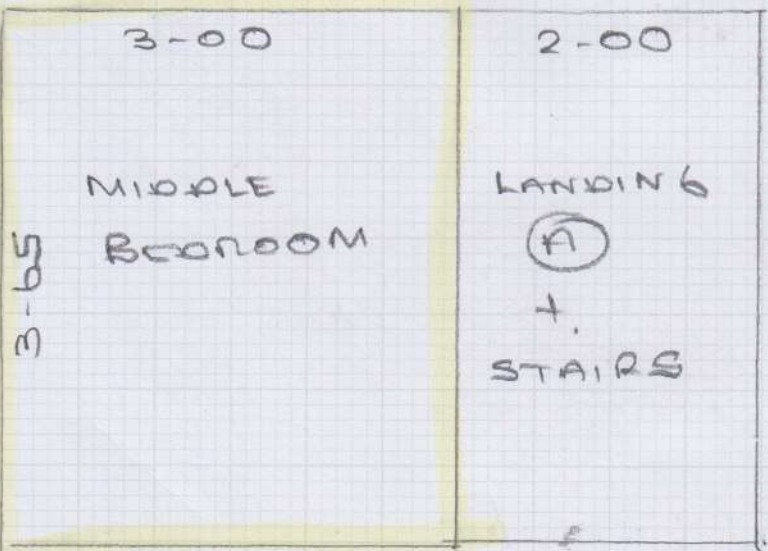 3-00
MIDDLE
BEDROOM
3-65
2-00
LANDING
A
+
STAIRS